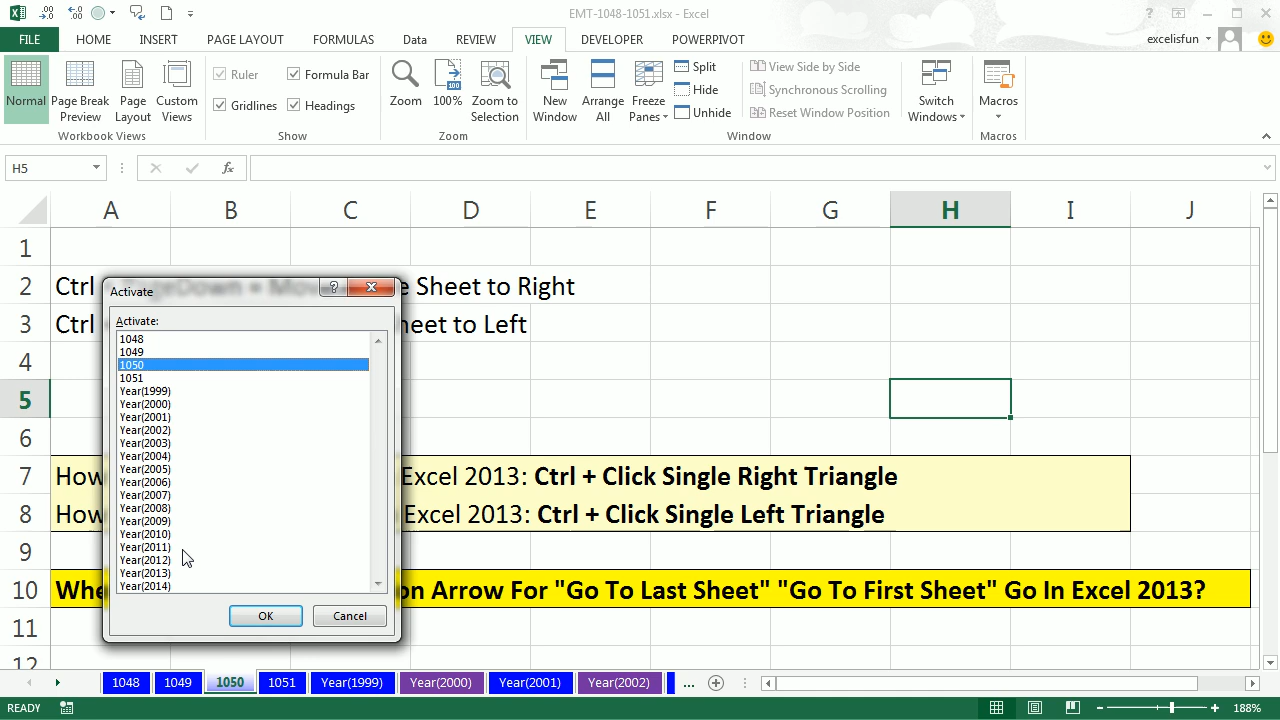 EMT-1048-1051.xlsx - Excel
FILE
HOME
INSERT
PAGE LAYOUT
FORMULAS
Data
REVIEW
VIEW
DEVELOPER
POWERPIVOT
excelisfun
Normal
Page Break Preview
Page Layout
Custom Views
Workbook Views
Ruler
Formula Bar
Gridlines
Headings
Show
Zoom
100%
Zoom to Selection
Zoom
New Window
Arrange All
Freeze Panes
Split
Hide
Unhide
View Side by Side
Synchronous Scrolling
Reset Window Position
Window
Switch Windows
Macros
Macros
H5
A B C D E F G H I J
1
2 Ctrl e Sheet to Right
3 Ctrl heet to Left
4
5
6
7 How Excel 2013: Ctrl + Click Single Right Triangle
8 How Excel 2013: Ctrl + Click Single Left Triangle
9
10 Whe on Arrow For "Go To Last Sheet" "Go To First Sheet" Go In Excel 2013?
11
12
Activate
Activate:
1048
1049
1050
1051
Year(1999)
Year(2000)
Year(2001)
Year(2002)
Year(2003)
Year(2004)
Year(2005)
Year(2006)
Year(2007)
Year(2008)
Year(2009)
Year(2010)
Year(2011)
Year(2012)
Year(2013)
Year(2014)
OK
Cancel
1048 1049 1050 1051 Year(1999) Year(2000) Year(2001) Year(2002) ...
READY
188%